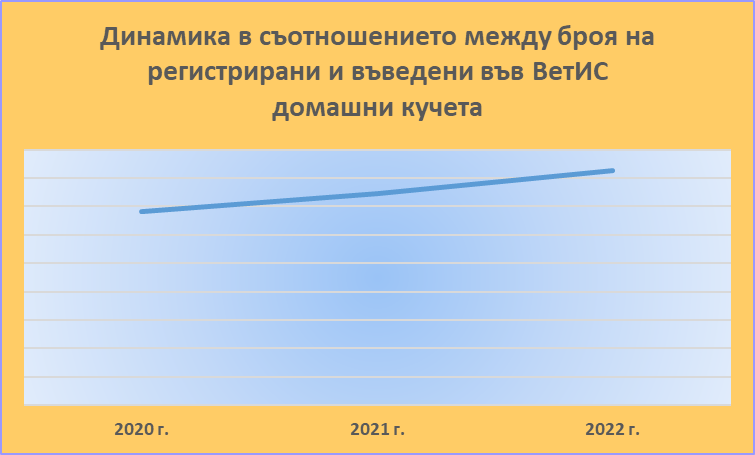 Динамика в съотношението между броя на
регистрирани и въведени във ВетИС
домашни кучета
2020 г.
2021 г.
2022 г.